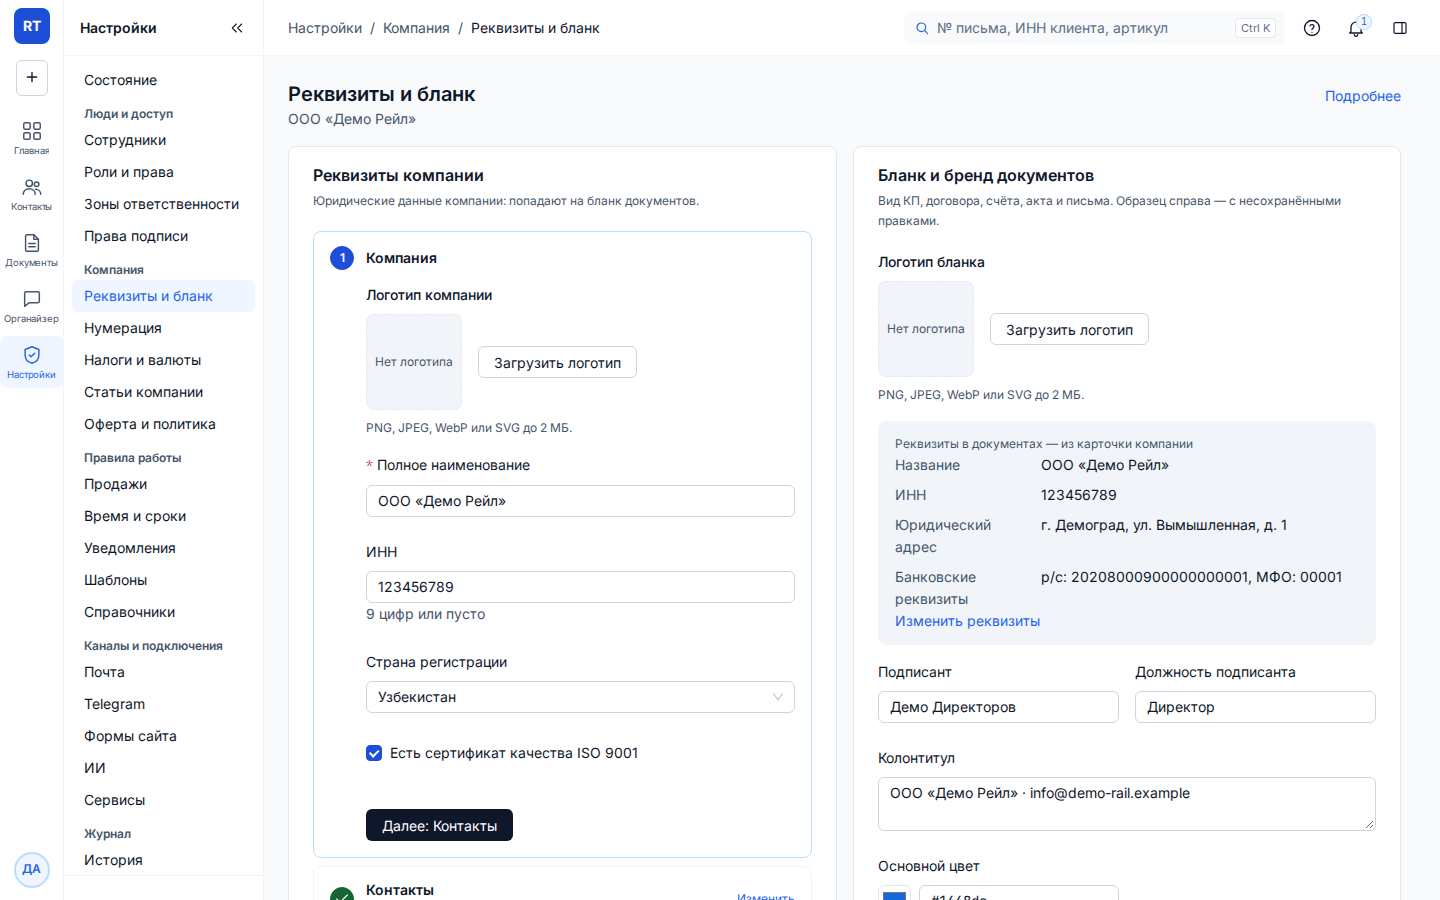 RT
Настройки
Настройки / Компания / Реквизиты и бланк
№ письма, ИНН клиента, артикул
Ctrl K
1
Главная
Контакты
Документы
Органайзер
Настройки
ДА
Состояние
Люди и доступ
Сотрудники
Роли и права
Зоны ответственности
Права подписи
Компания
Реквизиты и бланк
Нумерация
Налоги и валюты
Статьи компании
Оферта и политика
Правила работы
Продажи
Время и сроки
Уведомления
Шаблоны
Справочники
Каналы и подключения
Почта
Telegram
Формы сайта
ИИ
Сервисы
Журнал
История
Реквизиты и бланк
ООО «Демо Рейл»
Подробнее
Реквизиты компании
Юридические данные компании: попадают на бланк документов.
1 Компания
Логотип компании
Нет логотипа
Загрузить логотип
PNG, JPEG, WebP или SVG до 2 МБ.
* Полное наименование
ООО «Демо Рейл»
ИНН
123456789
9 цифр или пусто
Страна регистрации
Узбекистан
Есть сертификат качества ISO 9001
Далее: Контакты
Контакты
Изменить
Бланк и бренд документов
Вид КП, договора, счёта, акта и письма. Образец справа — с несохранёнными
правками.
Логотип бланка
Нет логотипа
Загрузить логотип
PNG, JPEG, WebP или SVG до 2 МБ.
Реквизиты в документах — из карточки компании
Название ООО «Демо Рейл»
ИНН 123456789
Юридический адрес г. Демоград, ул. Вымышленная, д. 1
Банковские реквизиты р/с: 20208000900000000001, МФО: 00001
Изменить реквизиты
Подписант
Демо Директоров
Должность подписанта
Директор
Колонтитул
ООО «Демо Рейл» · info@demo-rail.example
Основной цвет